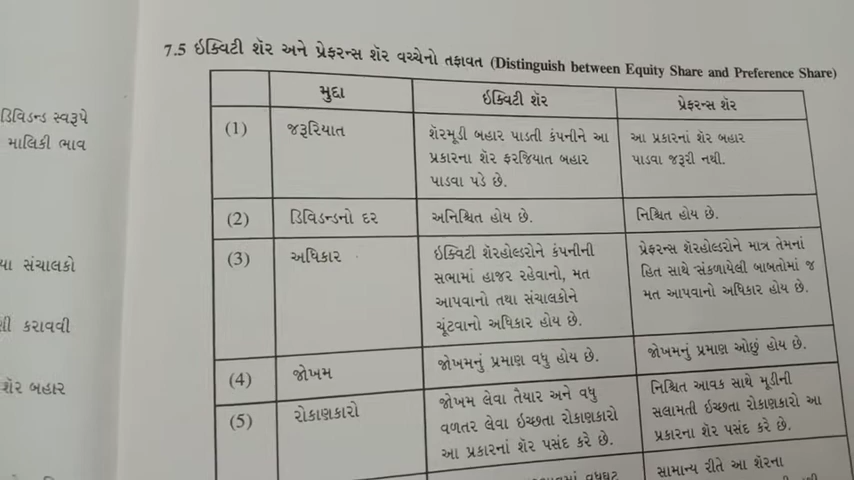 ડિવિડન્ડ સ્વરૂપે
માલિકી ભાવ
સંચાલકો
કરાવવી
શૅર બહાર
7.5 ઇક્વિટી શૅર અને પ્રેફરન્સ શૅર વચ્ચેનો તફાવત (Distinguish between Equity Share and Preference Share)
મુદ્દા
ઇક્વિટી શૅર
પ્રેફરન્સ શૅર
(1)
જરૂરિયાત
શૅરમૂડી બહાર પાડતી કંપનીને આ
પ્રકારના શૅર ફરજિયાત બહાર
પાડવા પડે છે.
આ પ્રકારનાં શૅર બહાર
પાડવા જરૂરી નથી.
(2)
ડિવિડન્ડનો દર
અનિશ્ચિત હોય છે.
નિશ્ચિત હોય છે.
(3)
અધિકાર
ઇક્વિટી શૅરહોલ્ડરોને કંપનીની
સભામાં હાજર રહેવાનો, મત
આપવાનો તથા સંચાલકોને
ચૂંટવાનો અધિકાર હોય છે.
પ્રેફરન્સ શૅરહોલ્ડરોને માત્ર તેમનાં
હિત સાથે સંકળાયેલી બાબતોમાં જ
મત આપવાનો અધિકાર હોય છે.
(4)
જોખમ
જોખમનું પ્રમાણ વધુ હોય છે.
જોખમનું પ્રમાણ ઓછું હોય છે.
(5)
રોકાણકારો
જોખમ લેવા તૈયાર અને વધુ
વળતર લેવા ઇચ્છતા રોકાણકારો
આ પ્રકારનાં શૅર પસંદ કરે છે.
નિશ્ચિત આવક સાથે મૂડીની
સલામતી ઇચ્છતા રોકાણકારો આ
પ્રકારના શૅર પસંદ કરે છે.
સામાન્ય રીતે આ શૅરના